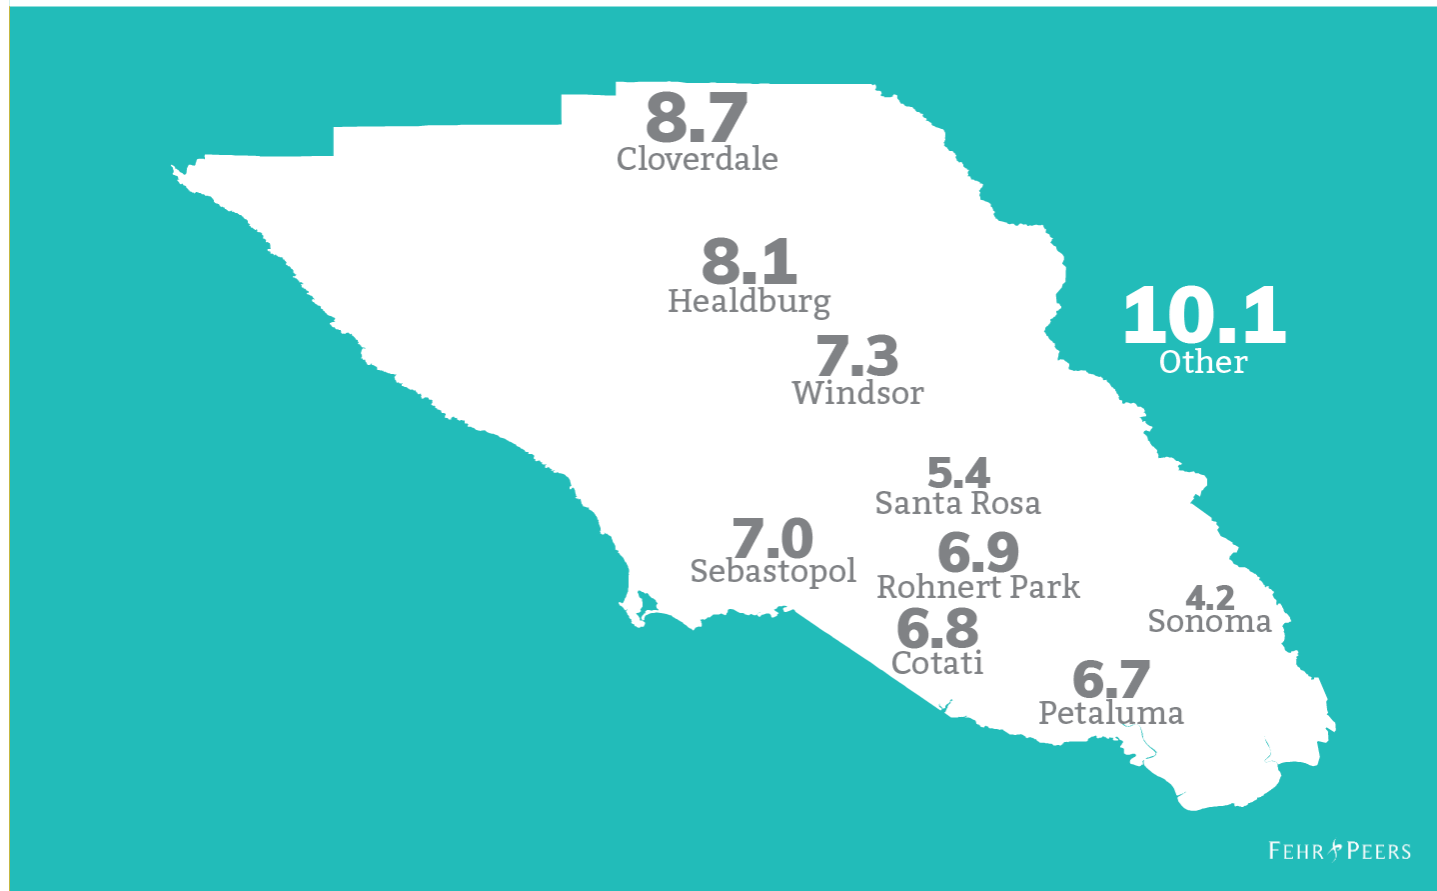 8.7
Cloverdale
8.1
Healdburg
10.1
Other
7.3
Windsor
5.4
Santa Rosa
7.0
Sebastopol
6.9
Rohnert Park
4.2
Sonoma
6.8
Cotati
6.7
Petaluma
FEHR PEERS